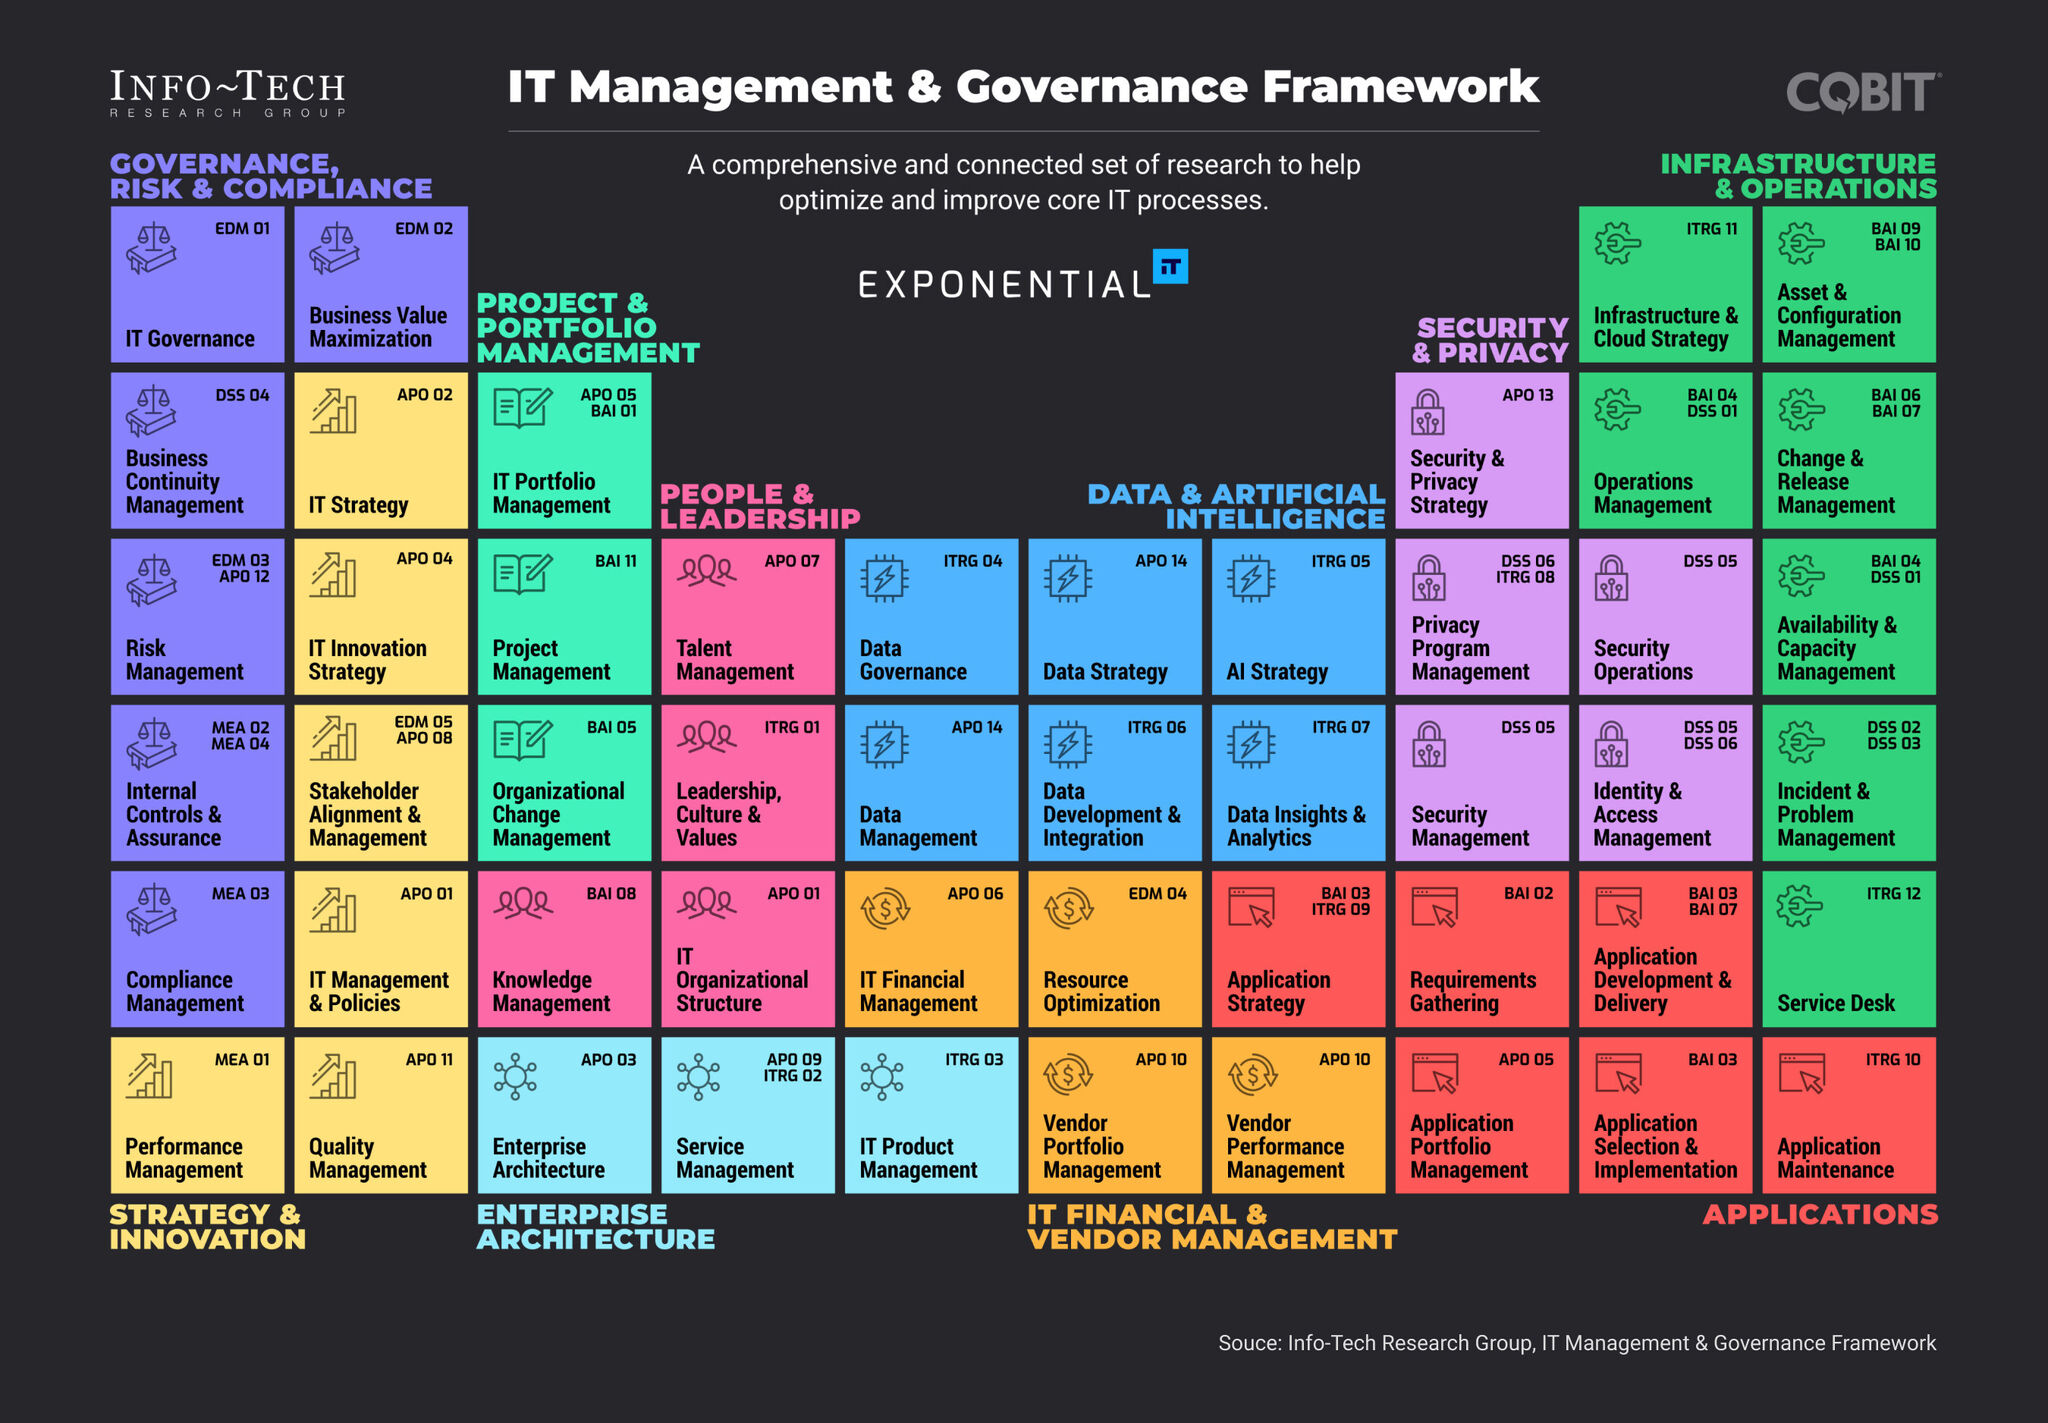 INFO~TECH
RESEARCH GROUP
IT Management & Governance Framework
COBIT®
A comprehensive and connected set of research to help
optimize and improve core IT processes.
EXPONENTIAL IT
GOVERNANCE,
RISK & COMPLIANCE
INFRASTRUCTURE
& OPERATIONS
EDM 01
IT Governance
EDM 02
Business Value
Maximization
PROJECT &
PORTFOLIO
MANAGEMENT
SECURITY
& PRIVACY
ITRG 11
Infrastructure &
Cloud Strategy
BAI 09
BAI 10
Asset &
Configuration
Management
DSS 04
Business
Continuity
Management
APO 02
IT Strategy
APO 05
BAI 01
IT Portfolio
Management
PEOPLE &
LEADERSHIP
DATA & ARTIFICIAL
INTELLIGENCE
APO 13
Security &
Privacy
Strategy
BAI 04
DSS 01
Operations
Management
BAI 06
BAI 07
Change &
Release
Management
EDM 03
APO 12
Risk
Management
APO 04
IT Innovation
Strategy
BAI 11
Project
Management
APO 07
Talent
Management
ITRG 04
Data
Governance
APO 14
Data Strategy
ITRG 05
AI Strategy
DSS 06
ITRG 08
Privacy
Program
Management
DSS 05
Security
Operations
BAI 04
DSS 01
Availability &
Capacity
Management
MEA 02
MEA 04
Internal
Controls &
Assurance
EDM 05
APO 08
Stakeholder
Alignment &
Management
BAI 05
Organizational
Change
Management
ITRG 01
Leadership,
Culture &
Values
APO 14
Data
Management
ITRG 06
Data
Development &
Integration
ITRG 07
Data Insights &
Analytics
DSS 05
Security
Management
DSS 05
DSS 06
Identity &
Access
Management
DSS 02
DSS 03
Incident &
Problem
Management
MEA 03
Compliance
Management
APO 01
IT Management
& Policies
BAI 08
Knowledge
Management
APO 01
IT
Organizational
Structure
APO 06
IT Financial
Management
EDM 04
Resource
Optimization
BAI 03
ITRG 09
Application
Strategy
BAI 02
Requirements
Gathering
BAI 03
BAI 07
Application
Development &
Delivery
ITRG 12
Service Desk
MEA 01
Performance
Management
APO 11
Quality
Management
APO 03
Enterprise
Architecture
APO 09
ITRG 02
Service
Management
ITRG 03
IT Product
Management
APO 10
Vendor
Portfolio
Management
APO 10
Vendor
Performance
Management
APO 05
Application
Portfolio
Management
BAI 03
Application
Selection &
Implementation
ITRG 10
Application
Maintenance
STRATEGY &
INNOVATION
ENTERPRISE
ARCHITECTURE
IT FINANCIAL &
VENDOR MANAGEMENT
APPLICATIONS
Souce: Info-Tech Research Group, IT Management & Governance Framework